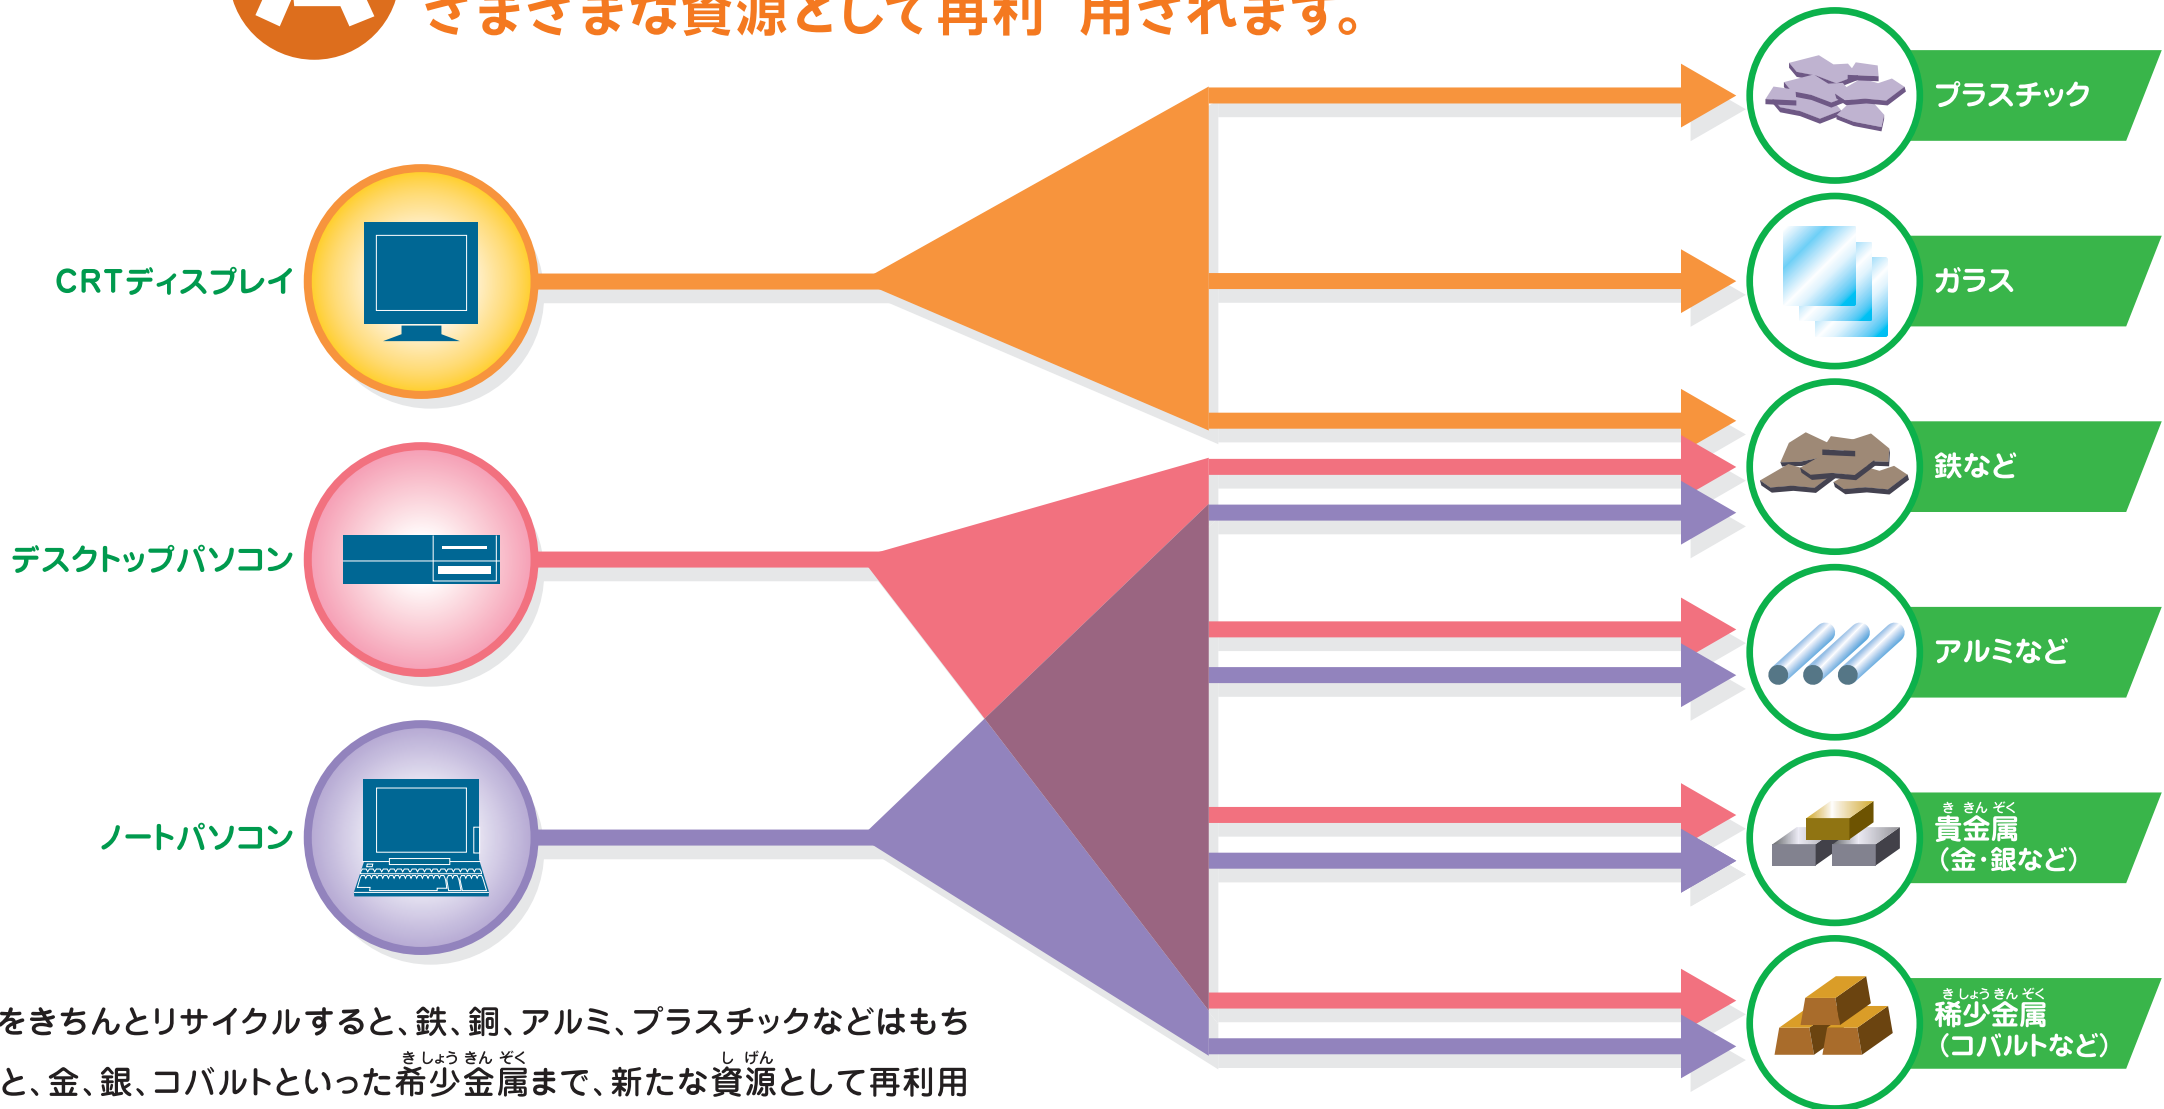 さまざまな資源として再利　用されます。
CRTディスプレイ
デスクトップパソコン
ノートパソコン
プラスチック
ガラス
鉄など
アルミなど
き きん ぞく
貴金属
（金・銀など）
き しょう きん ぞく
稀少金属
（コバルトなど）
をきちんとリサイクルすると、鉄、銅、アルミ、プラスチックなどはもち
き しょう きん ぞく　し げん
と、金、銀、コバルトといった希少金属まで、新たな資源として再利用